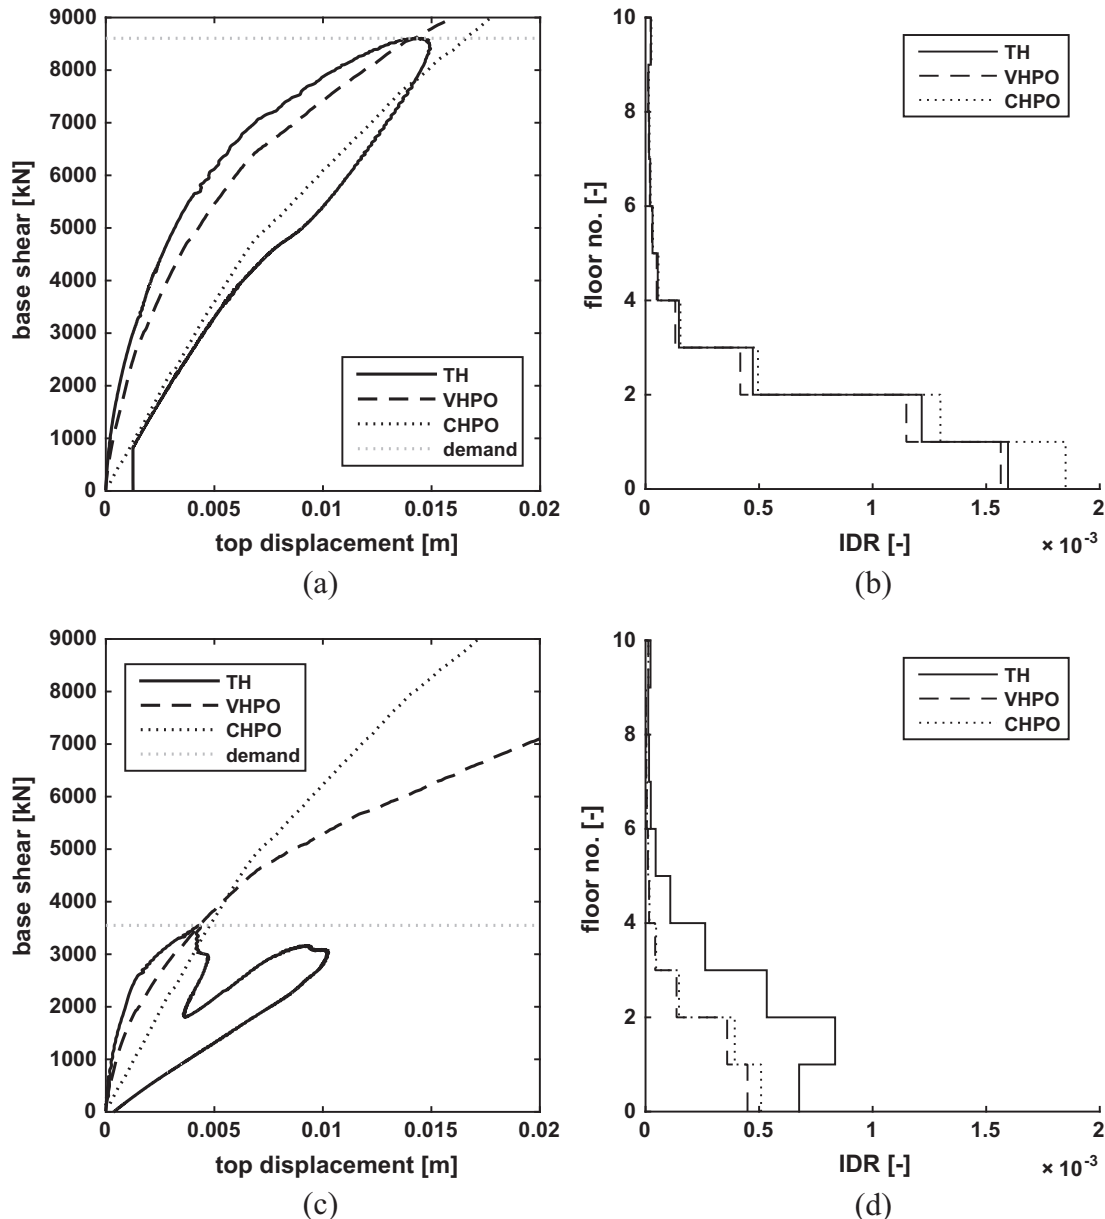 9000
8000
7000
6000
5000
4000
3000
2000
1000
0
base shear [kN]
0 0.005 0.01 0.015 0.02
top displacement [m]
TH
VHPO
CHPO
demand
(a)
10
8
6
4
2
0
floor no. [-]
0 0.5 1 1.5 2
IDR [-]
× 10-3
TH
VHPO
CHPO
(b)
9000
8000
7000
6000
5000
4000
3000
2000
1000
0
base shear [kN]
0 0.005 0.01 0.015 0.02
top displacement [m]
TH
VHPO
CHPO
demand
(c)
10
8
6
4
2
0
floor no. [-]
0 0.5 1 1.5 2
IDR [-]
× 10-3
TH
VHPO
CHPO
(d)